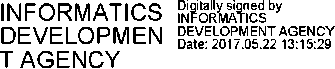 INFORMATICS
DEVELOPMEN
T AGENCY
Digitally signed by
INFORMATICS
DEVELOPMENT AGENCY
Date: 2017.05.22 13:15:29